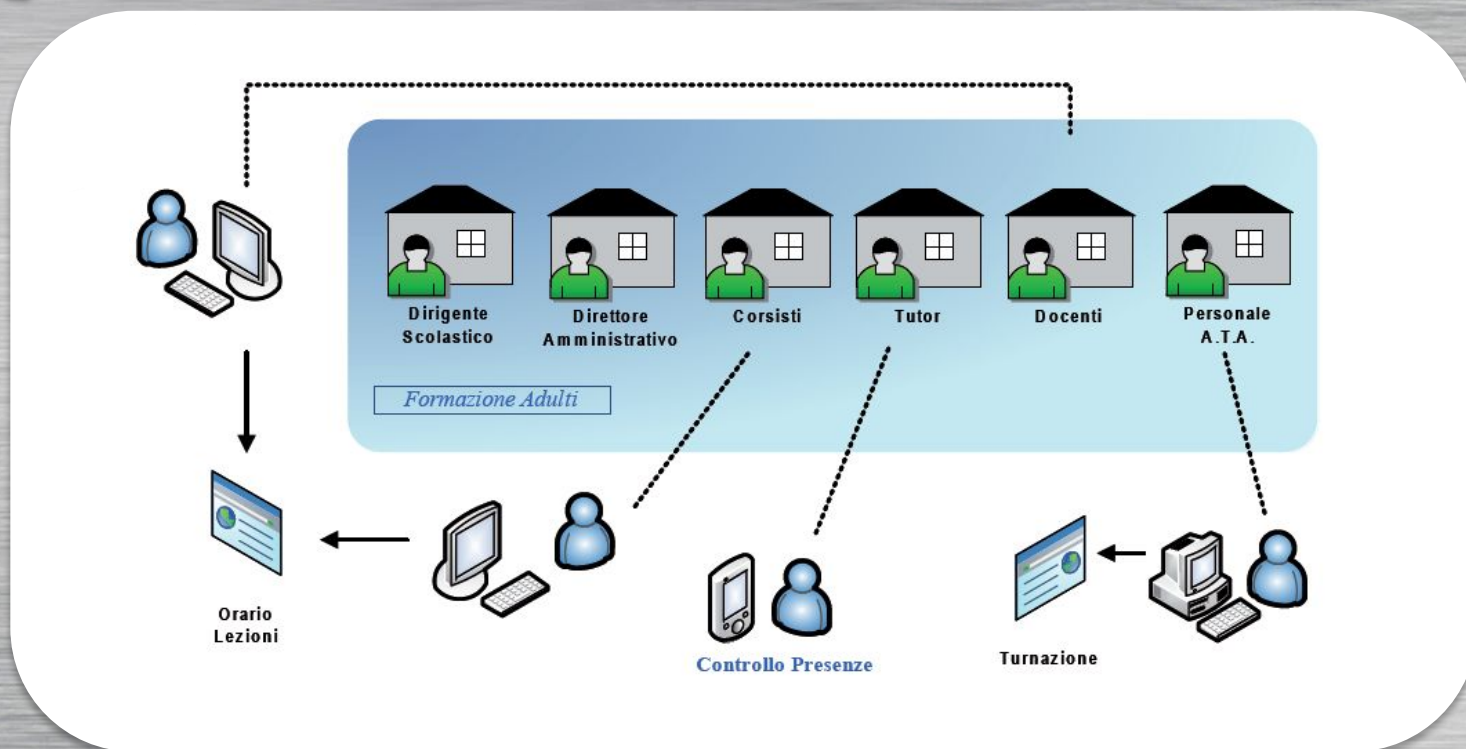 Dirigente
Scolastico
Direttore
Amministrativo
Corsisti
Tutor
Docenti
Personale
A.T.A.
Formazione Adulti
Orario
Lezioni
Controllo Presenze
Turnazione